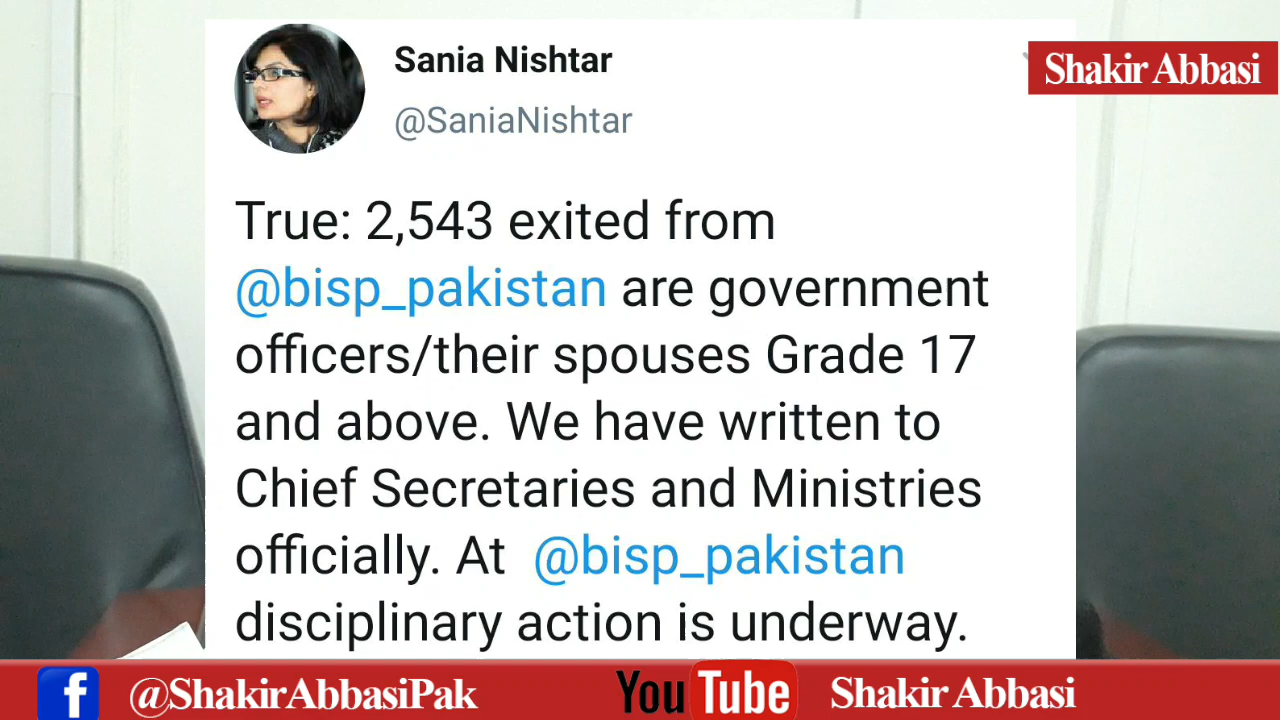 Sania Nishtar
@SaniaNishtar
Shakir Abbasi
True: 2,543 exited from
@bisp_pakistan are government
officers/their spouses Grade 17
and above. We have written to
Chief Secretaries and Ministries
officially. At @bisp_pakistan
disciplinary action is underway.
f @ShakirAbbasiPak YouTube Shakir Abbasi